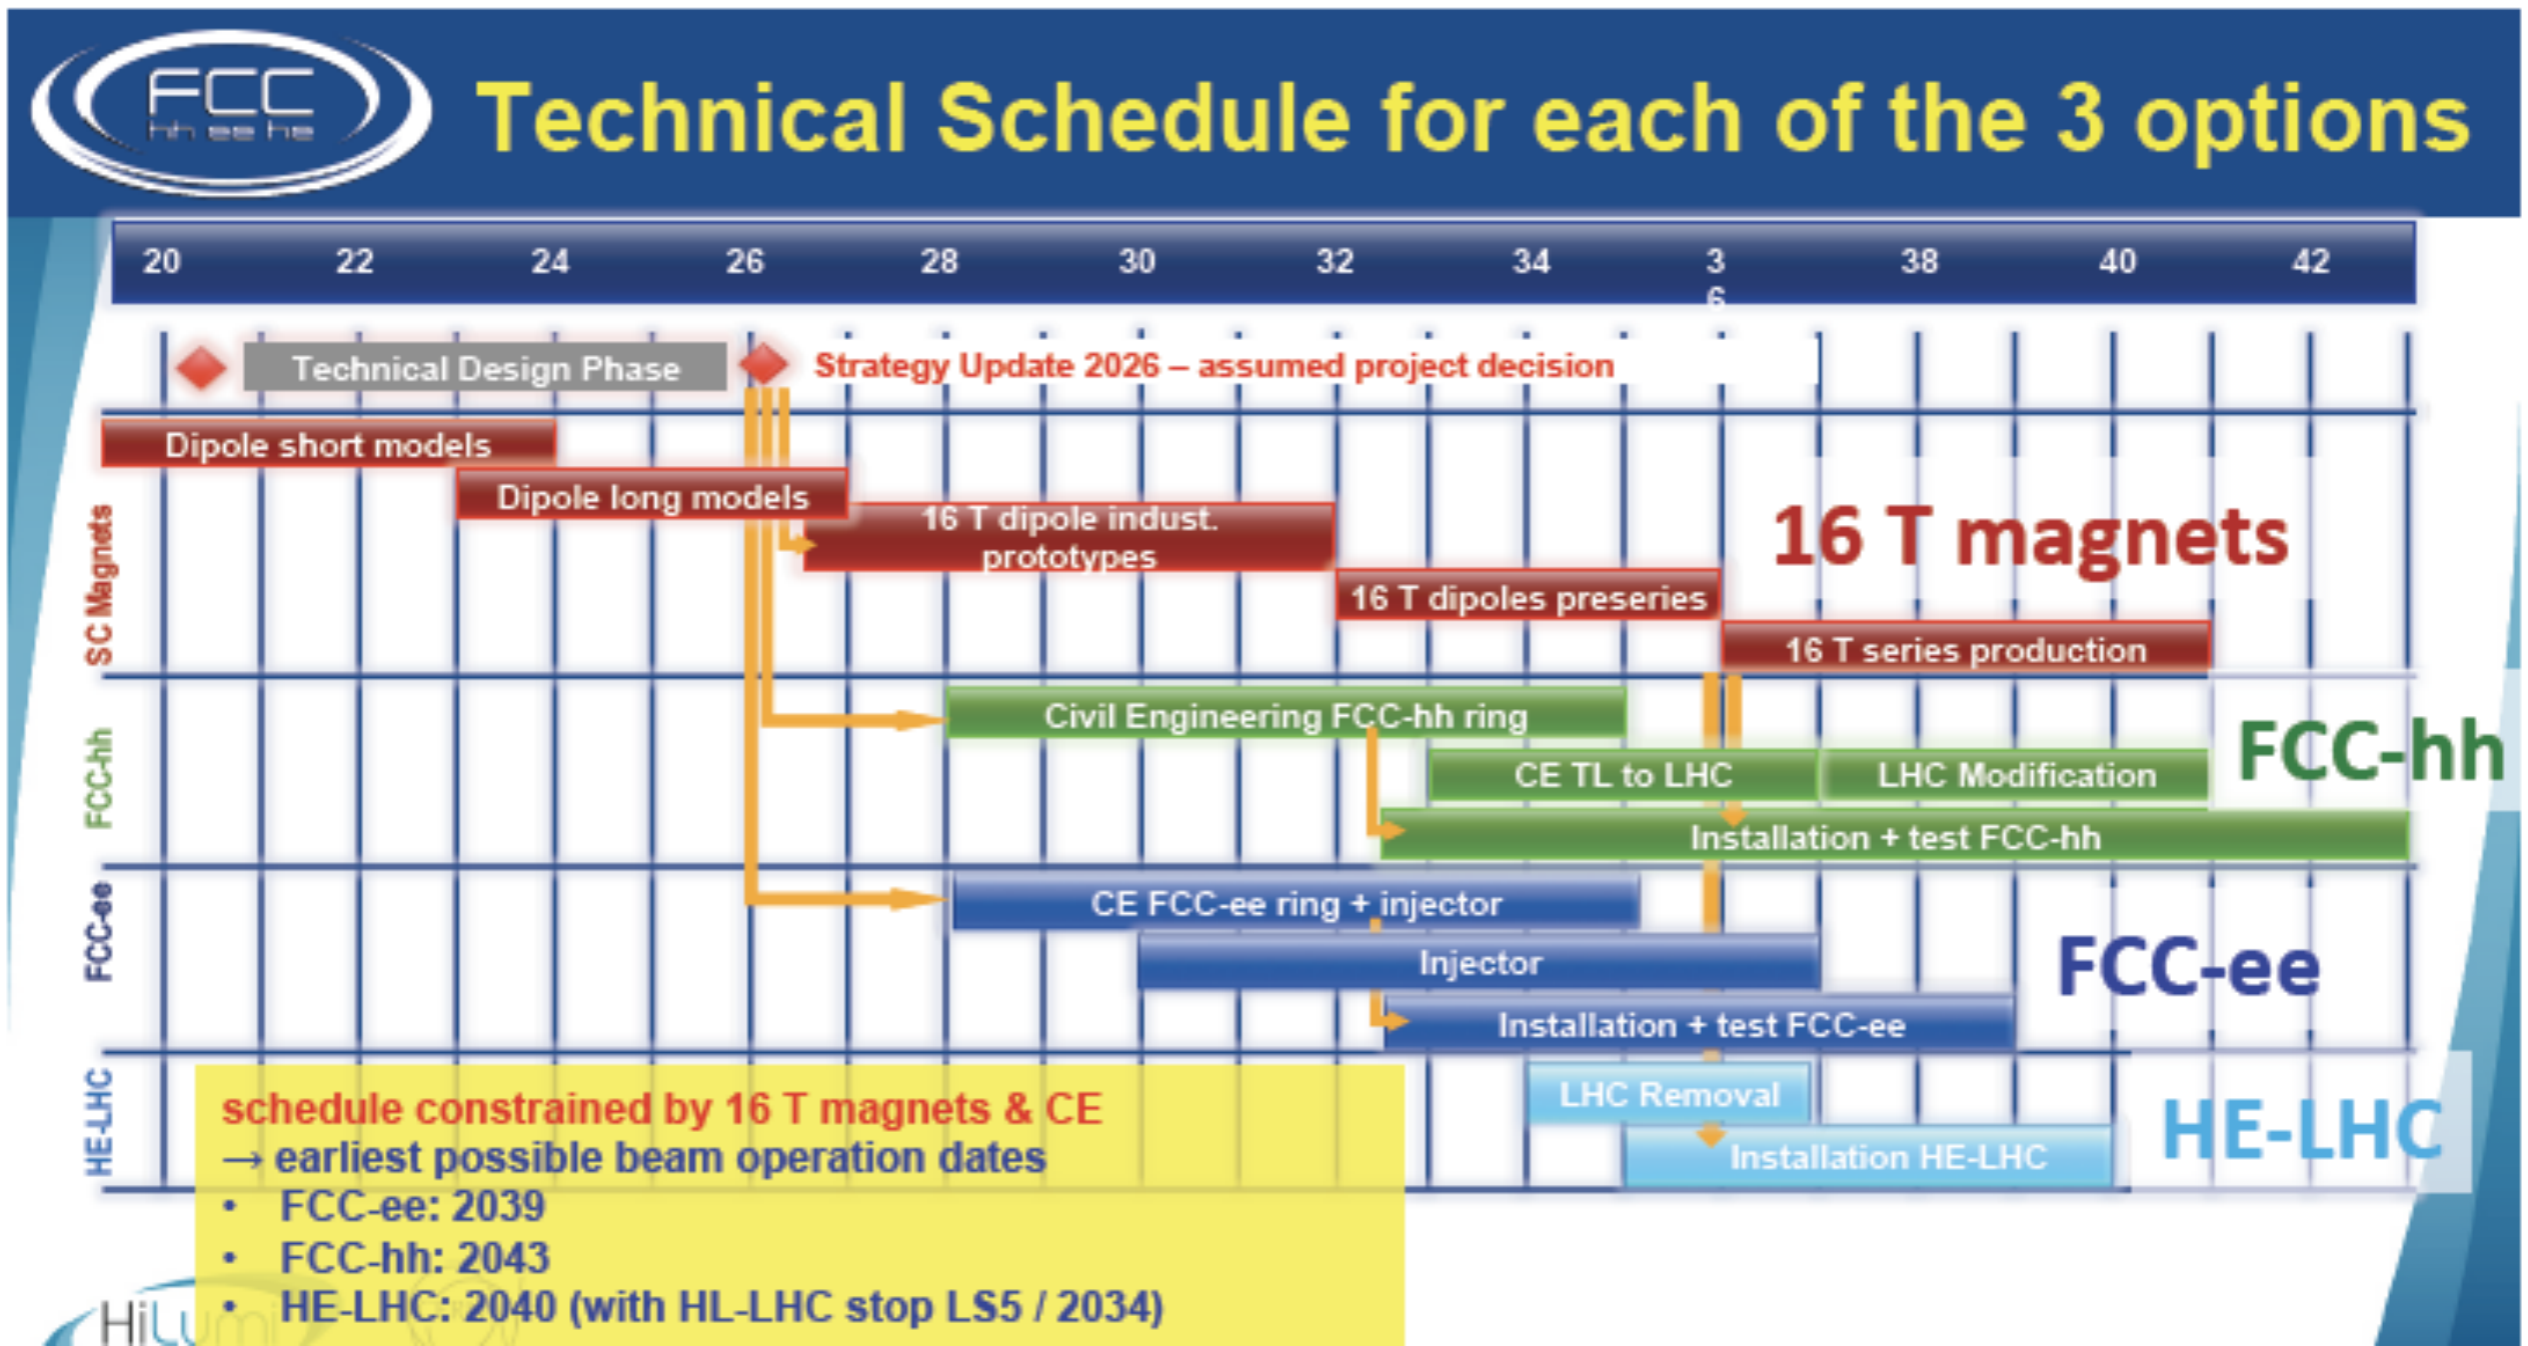 FCC
hh ee he
Technical Schedule for each of the 3 options
20 22 24 26 28 30 32 34 3 38 40 42
6
Technical Design Phase
Strategy Update 2026 – assumed project decision
SC Magnets
Dipole short models
Dipole long models
16 T dipole indust.
prototypes
16 T dipoles preseries
16 T series production
16 T magnets
FCC-hh
Civil Engineering FCC-hh ring
CE TL to LHC
LHC Modification
Installation + test FCC-hh
FCC-hh
FCC-ee
CE FCC-ee ring + injector
Injector
Installation + test FCC-ee
FCC-ee
HE-LHC
LHC Removal
Installation HE-LHC
HE-LHC
schedule constrained by 16 T magnets & CE
→ earliest possible beam operation dates
• FCC-ee: 2039
• FCC-hh: 2043
• HE-LHC: 2040 (with HL-LHC stop LS5 / 2034)
HiLumi